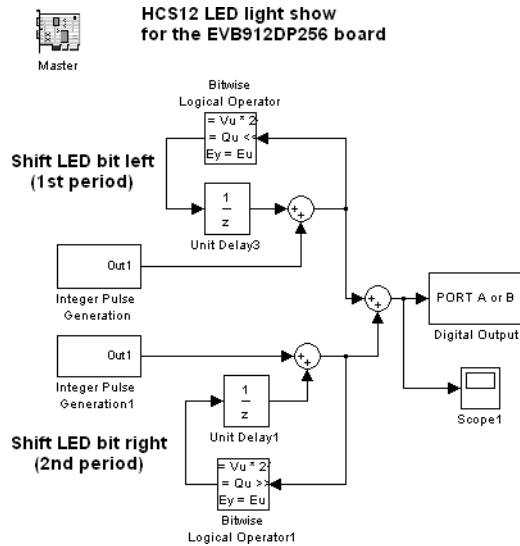 HCS12 LED light show
for the EVB912DP256 board
Master
Bitwise
Logical Operator
= Vu * 2
= Qu <
Ey = Eu
Shift LED bit left
(1st period)
1
z
Unit Delay3
+
+
Out1
Integer Pulse
Generation
+
+
PORT A or B
Digital Output
Out1
Integer Pulse
Generation1
+
+
1
z
Unit Delay1
Scope1
Shift LED bit right
(2nd period)
= Vu * 2
= Qu >>
Ey = Eu
Bitwise
Logical Operator1